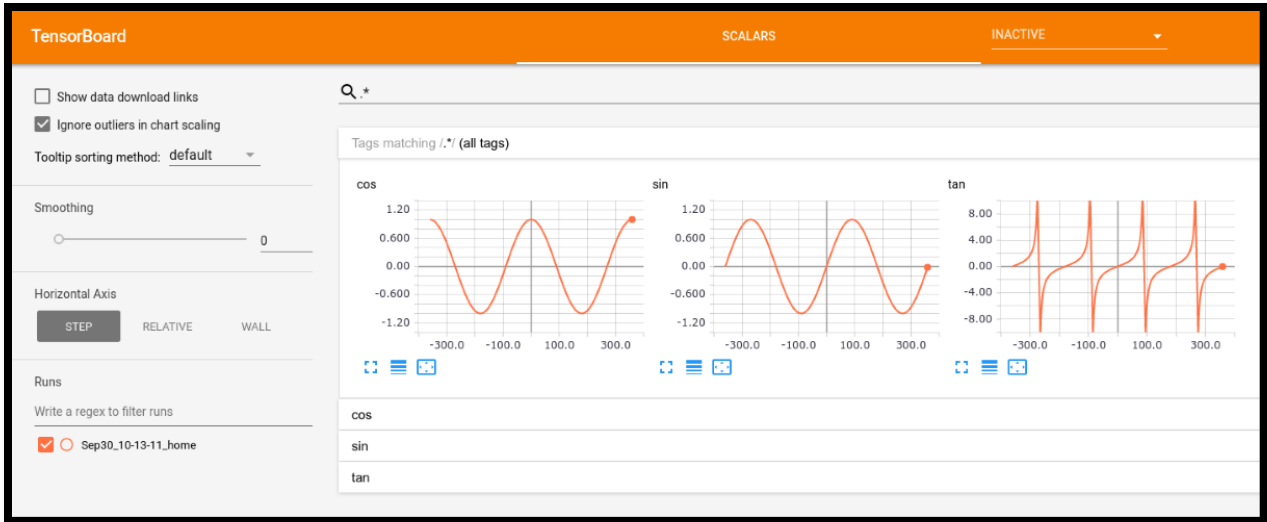 TensorBoard
SCALARS
INACTIVE
Show data download links
Ignore outliers in chart scaling
Tooltip sorting method: default
Smoothing
0
Horizontal Axis
STEP RELATIVE WALL
Runs
Write a regex to filter runs
Sep30_10-13-11_home
.*
Tags matching /.*/ (all tags)
cos
1.20
0.600
0.00
-0.600
-1.20
-300.0 -100.0 100.0 300.0
sin
1.20
0.600
0.00
-0.600
-1.20
-300.0 -100.0 100.0 300.0
tan
8.00
4.00
0.00
-4.00
-8.00
-300.0 -100.0 100.0 300.0
cos
sin
tan